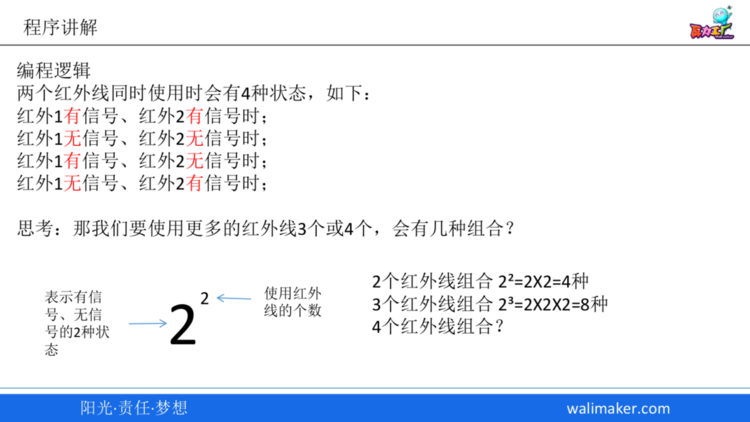 程序讲解
瓦力工厂
编程逻辑
两个红外线同时使用时会有4种状态，如下：
红外1有信号、红外2有信号时；
红外1无信号、红外2无信号时；
红外1有信号、红外2无信号时；
红外1无信号、红外2有信号时；
思考：那我们要使用更多的红外线3个或4个，会有几种组合？
表示有信
号、无信
号的2种状
态
2²
使用红外
线的个数
2个红外线组合 2²=2X2=4种
3个红外线组合 2³=2X2X2=8种
4个红外线组合？
阳光·责任·梦想
walimaker.com